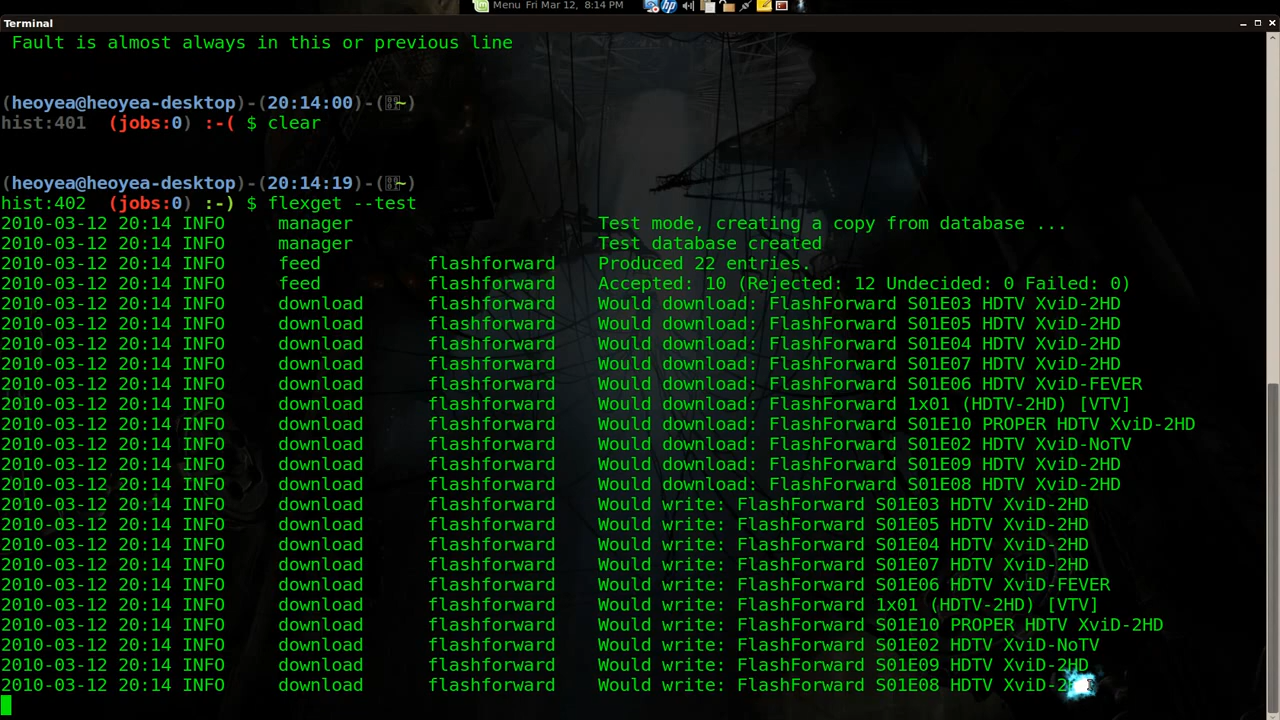 Menu Fri Mar 12, 8:14 PM
Terminal
Fault is almost always in this or previous line
(heoyea@heoyea-desktop)-(20:14:00)-(~)
hist:401 (jobs:0) :-( $ clear
(heoyea@heoyea-desktop)-(20:14:19)-(~)
hist:402 (jobs:0) :-) $ flexget --test
2010-03-12 20:14 INFO manager Test mode, creating a copy from database ...
2010-03-12 20:14 INFO manager Test database created
2010-03-12 20:14 INFO feed flashforward Produced 22 entries.
2010-03-12 20:14 INFO feed flashforward Accepted: 10 (Rejected: 12 Undecided: 0 Failed: 0)
2010-03-12 20:14 INFO download flashforward Would download: FlashForward S01E03 HDTV XviD-2HD
2010-03-12 20:14 INFO download flashforward Would download: FlashForward S01E05 HDTV XviD-2HD
2010-03-12 20:14 INFO download flashforward Would download: FlashForward S01E04 HDTV XviD-2HD
2010-03-12 20:14 INFO download flashforward Would download: FlashForward S01E07 HDTV XviD-2HD
2010-03-12 20:14 INFO download flashforward Would download: FlashForward S01E06 HDTV XviD-FEVER
2010-03-12 20:14 INFO download flashforward Would download: FlashForward 1x01 (HDTV-2HD) [VTV]
2010-03-12 20:14 INFO download flashforward Would download: FlashForward S01E10 PROPER HDTV XviD-2HD
2010-03-12 20:14 INFO download flashforward Would download: FlashForward S01E02 HDTV XviD-NoTV
2010-03-12 20:14 INFO download flashforward Would download: FlashForward S01E09 HDTV XviD-2HD
2010-03-12 20:14 INFO download flashforward Would download: FlashForward S01E08 HDTV XviD-2HD
2010-03-12 20:14 INFO download flashforward Would write: FlashForward S01E03 HDTV XviD-2HD
2010-03-12 20:14 INFO download flashforward Would write: FlashForward S01E05 HDTV XviD-2HD
2010-03-12 20:14 INFO download flashforward Would write: FlashForward S01E04 HDTV XviD-2HD
2010-03-12 20:14 INFO download flashforward Would write: FlashForward S01E07 HDTV XviD-2HD
2010-03-12 20:14 INFO download flashforward Would write: FlashForward S01E06 HDTV XviD-FEVER
2010-03-12 20:14 INFO download flashforward Would write: FlashForward 1x01 (HDTV-2HD) [VTV]
2010-03-12 20:14 INFO download flashforward Would write: FlashForward S01E10 PROPER HDTV XviD-2HD
2010-03-12 20:14 INFO download flashforward Would write: FlashForward S01E02 HDTV XviD-NoTV
2010-03-12 20:14 INFO download flashforward Would write: FlashForward S01E09 HDTV XviD-2HD
2010-03-12 20:14 INFO download flashforward Would write: FlashForward S01E08 HDTV